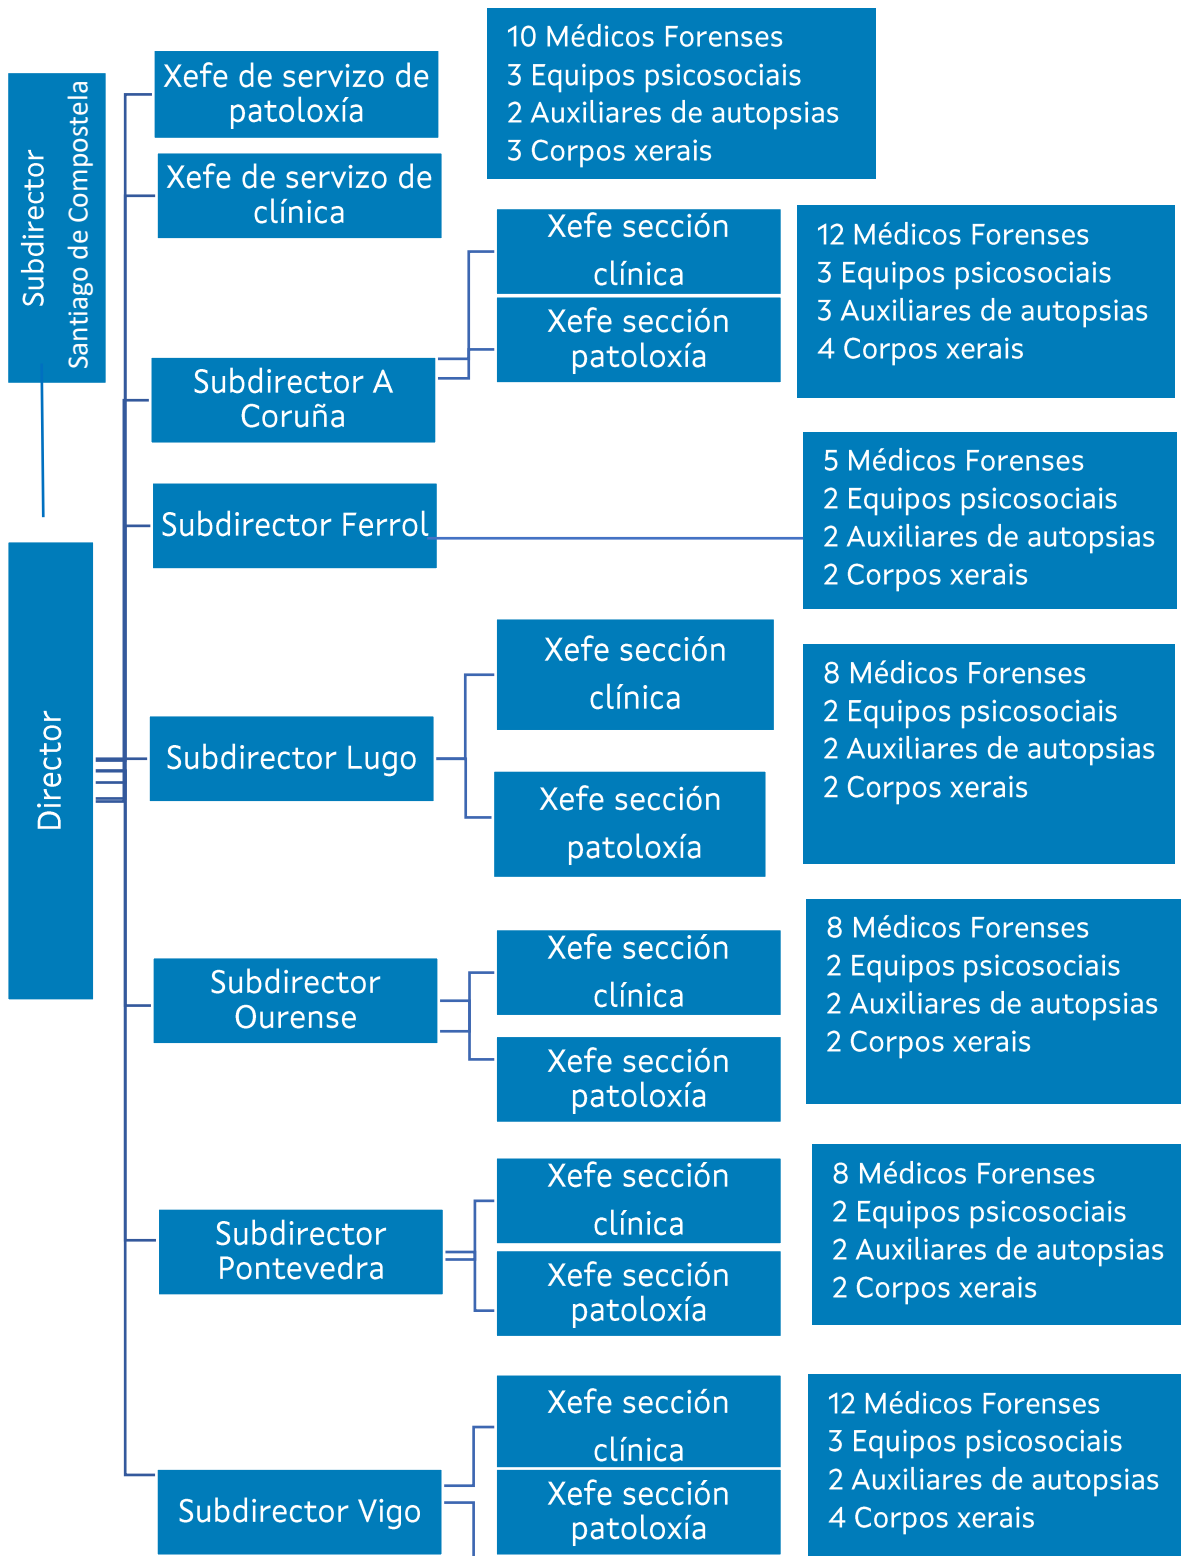 Subdirector
Santiago de Compostela
Director
Xefe de servizo de
patoloxía
Xefe de servizo de
clínica
10 Médicos Forenses
3 Equipos psicosociais
2 Auxiliares de autopsias
3 Corpos xerais
Subdirector A
Coruña
Xefe sección
clínica
Xefe sección
patoloxía
12 Médicos Forenses
3 Equipos psicosociais
3 Auxiliares de autopsias
4 Corpos xerais
Subdirector Ferrol
5 Médicos Forenses
2 Equipos psicosociais
2 Auxiliares de autopsias
2 Corpos xerais
Subdirector Lugo
Xefe sección
clínica
Xefe sección
patoloxía
8 Médicos Forenses
2 Equipos psicosociais
2 Auxiliares de autopsias
2 Corpos xerais
Subdirector
Ourense
Xefe sección
clínica
Xefe sección
patoloxía
8 Médicos Forenses
2 Equipos psicosociais
2 Auxiliares de autopsias
2 Corpos xerais
Subdirector
Pontevedra
Xefe sección
clínica
Xefe sección
patoloxía
8 Médicos Forenses
2 Equipos psicosociais
2 Auxiliares de autopsias
2 Corpos xerais
Subdirector Vigo
Xefe sección
clínica
Xefe sección
patoloxía
12 Médicos Forenses
3 Equipos psicosociais
2 Auxiliares de autopsias
4 Corpos xerais